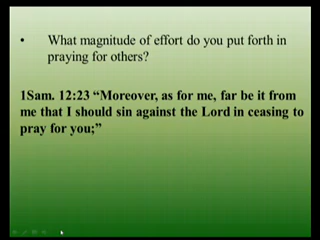 • What magnitude of effort do you put forth in
praying for others?
1Sam. 12:23 “Moreover, as for me, far be it from
me that I should sin against the Lord in ceasing to
pray for you;”